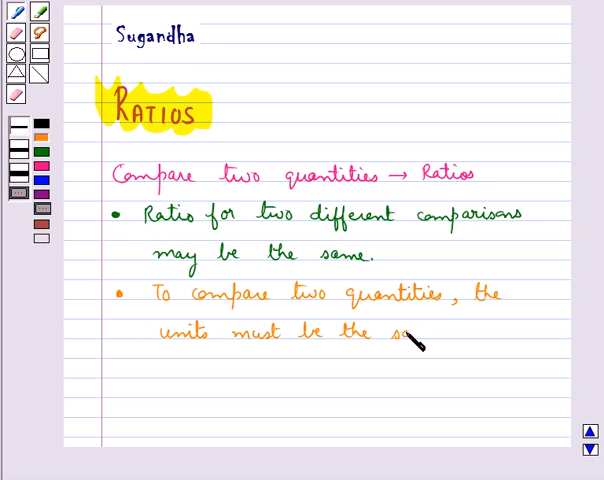 Sugandha
RATIOS
Compare two quantities → Ratios
• Ratio for two different comparisons
may be the same.
• To compare two quantities, the
units must be the sa